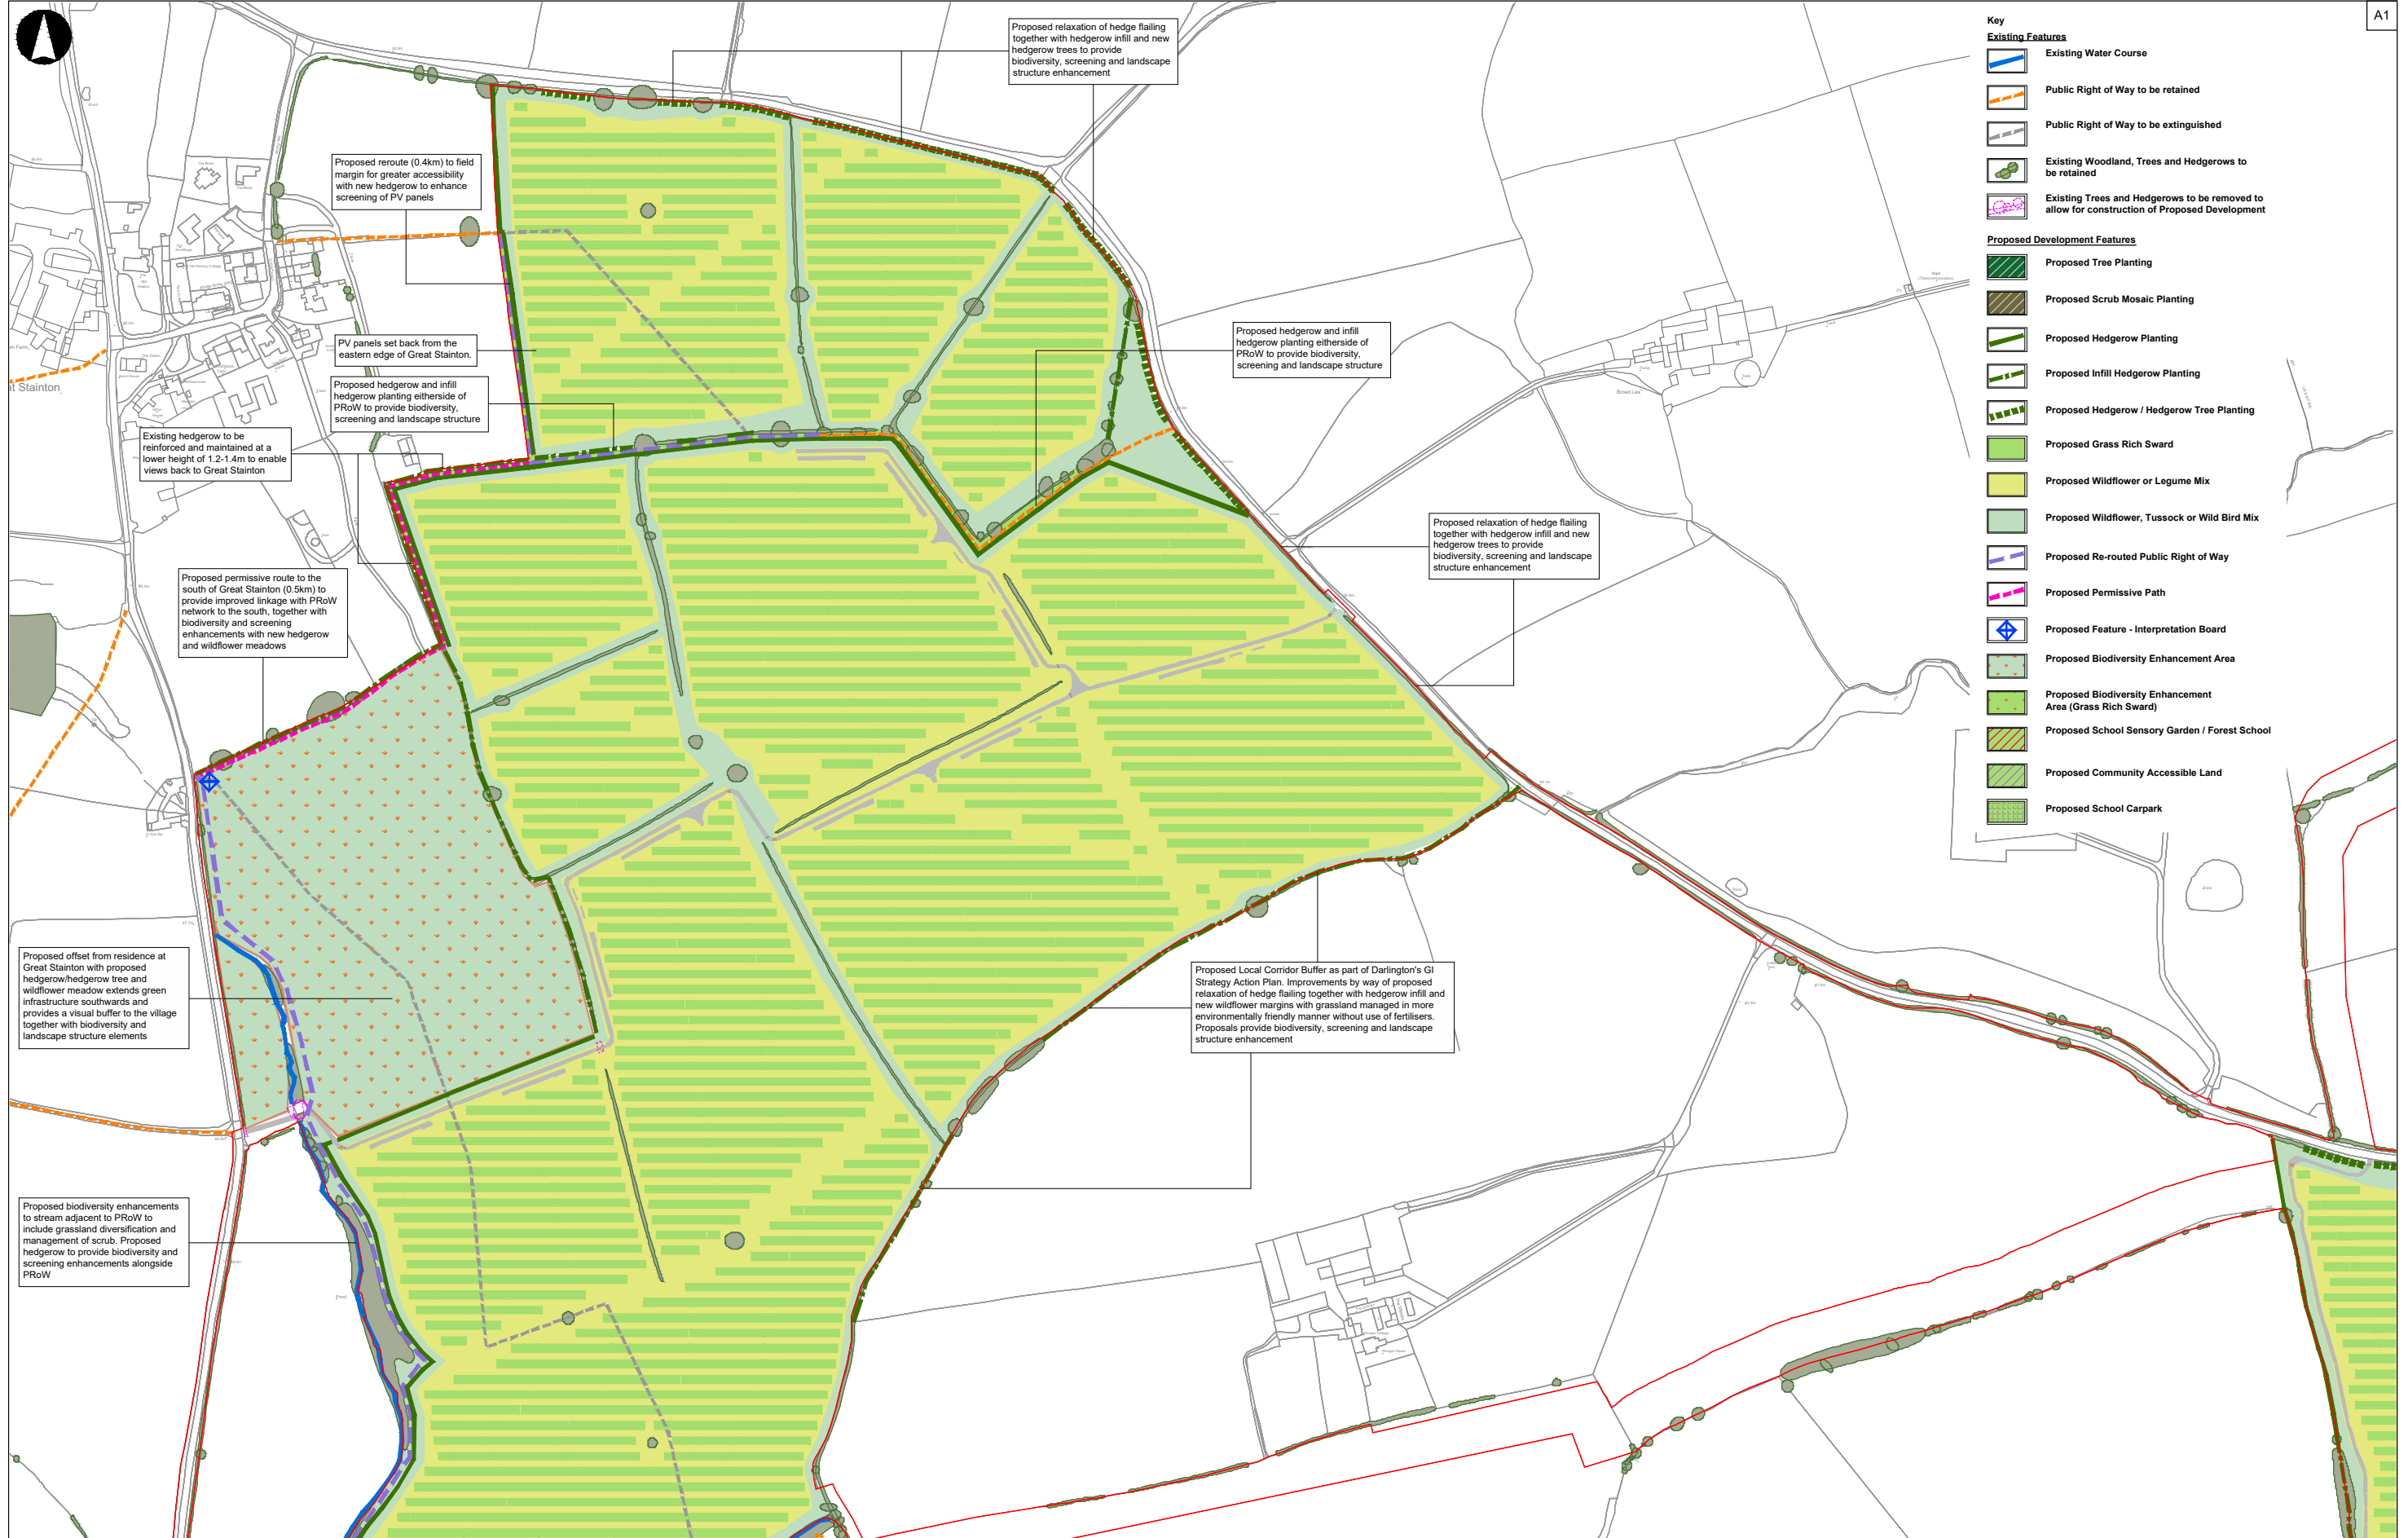 A1
Key
Existing Features
Existing Water Course
Public Right of Way to be retained
Public Right of Way to be extinguished
Existing Woodland, Trees and Hedgerows to
be retained
Existing Trees and Hedgerows to be removed to
allow for construction of Proposed Development
Proposed Development Features
Proposed Tree Planting
Proposed Scrub Mosaic Planting
Proposed Hedgerow Planting
Proposed Infill Hedgerow Planting
Proposed Hedgerow / Hedgerow Tree Planting
Proposed Grass Rich Sward
Proposed Wildflower or Legume Mix
Proposed Wildflower, Tussock or Wild Bird Mix
Proposed Re-routed Public Right of Way
Proposed Permissive Path
Proposed Feature - Interpretation Board
Proposed Biodiversity Enhancement Area
Proposed Biodiversity Enhancement
Area (Grass Rich Sward)
Proposed School Sensory Garden / Forest School
Proposed Community Accessible Land
Proposed School Carpark
Proposed relaxation of hedge flailing
together with hedgerow infill and new
hedgerow trees to provide
biodiversity, screening and landscape
structure enhancement
Proposed reroute (0.4km) to field
margin for greater accessibility
with new hedgerow to enhance
screening of PV panels
PV panels set back from the
eastern edge of Great Stainton.
Proposed hedgerow and infill
hedgerow planting eitherside of
PRoW to provide biodiversity,
screening and landscape structure
Proposed hedgerow and infill
hedgerow planting eitherside of
PRoW to provide biodiversity,
screening and landscape structure
at Stainton
Existing hedgerow to be
reinforced and maintained at a
lower height of 1.2-1.4m to enable
views back to Great Stainton
Proposed relaxation of hedge flailing
together with hedgerow infill and new
hedgerow trees to provide
biodiversity, screening and landscape
structure enhancement
Proposed permissive route to the
south of Great Stainton (0.5km) to
provide improved linkage with PRoW
network to the south, together with
biodiversity and screening
enhancements with new hedgerow
and wildflower meadows
Proposed offset from residence at
Great Stainton with proposed
hedgerow/hedgerow tree and
wildflower meadow extends green
infrastructure southwards and
provides a visual buffer to the village
together with biodiversity and
landscape structure elements
Proposed Local Corridor Buffer as part of Darlington's GI
Strategy Action Plan. Improvements by way of proposed
relaxation of hedge flailing together with hedgerow infill and
new wildflower margins with grassland managed in more
environmentally friendly manner without use of fertilisers.
Proposals provide biodiversity, screening and landscape
structure enhancement
Proposed biodiversity enhancements
to stream adjacent to PRoW to
include grassland diversification and
management of scrub. Proposed
hedgerow to provide biodiversity and
screening enhancements alongside
PRoW